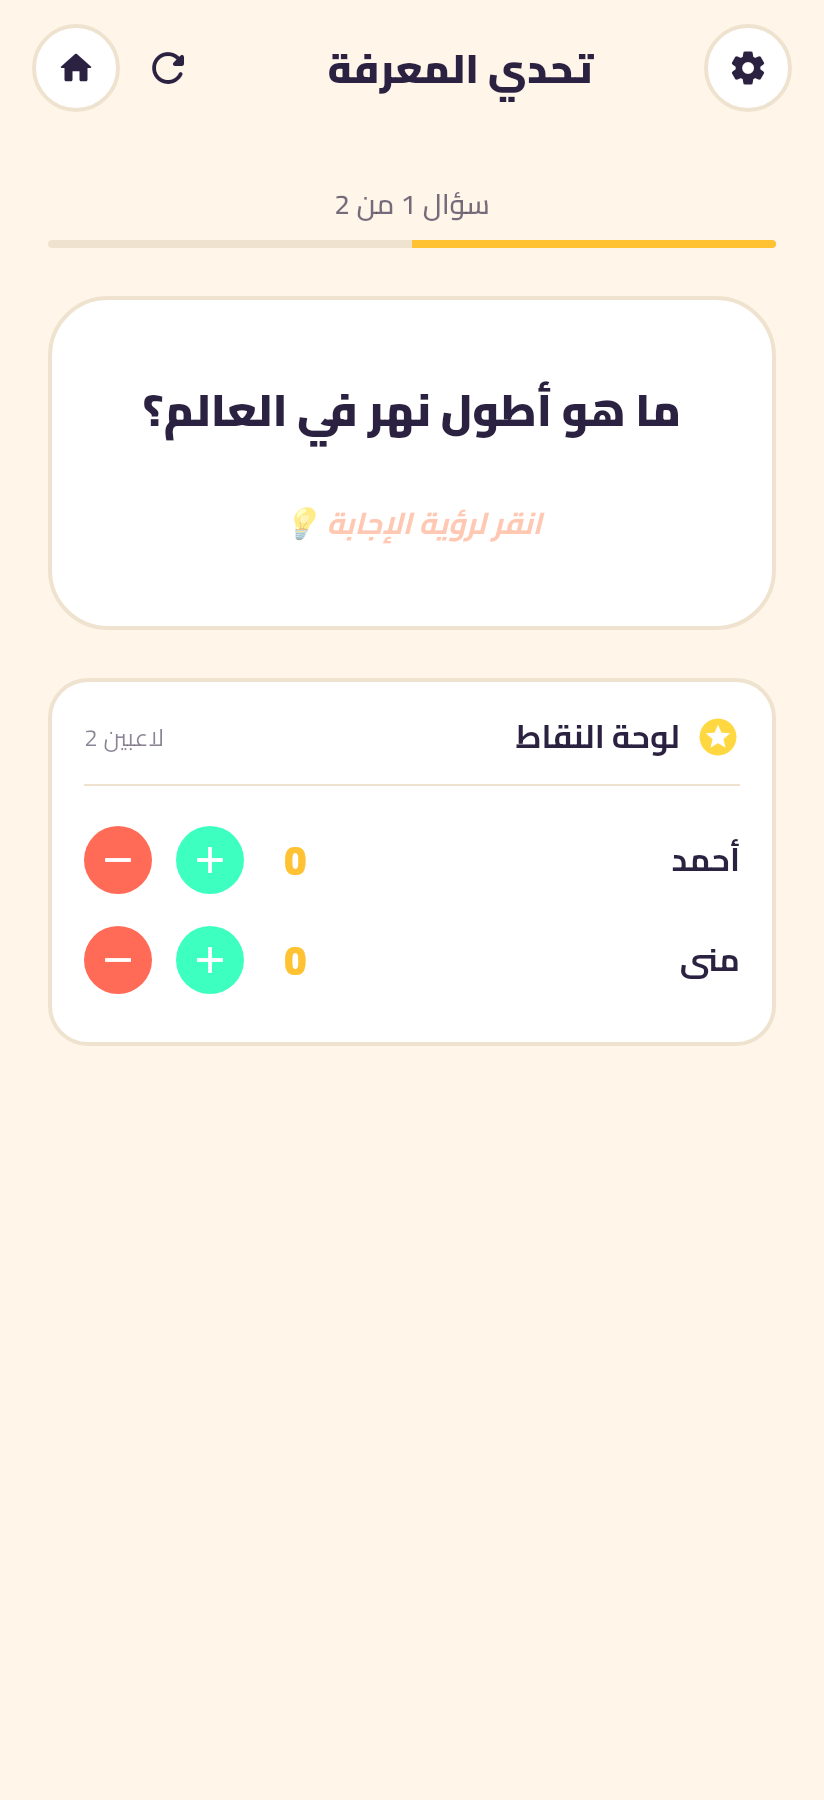 تحدي المعرفة
سؤال 1 من 2
ما هو أطول نهر في العالم؟
انقر لرؤية الإجابة 💡
لوحة النقاط
2 لاعبين
أحمد
0
منى
0